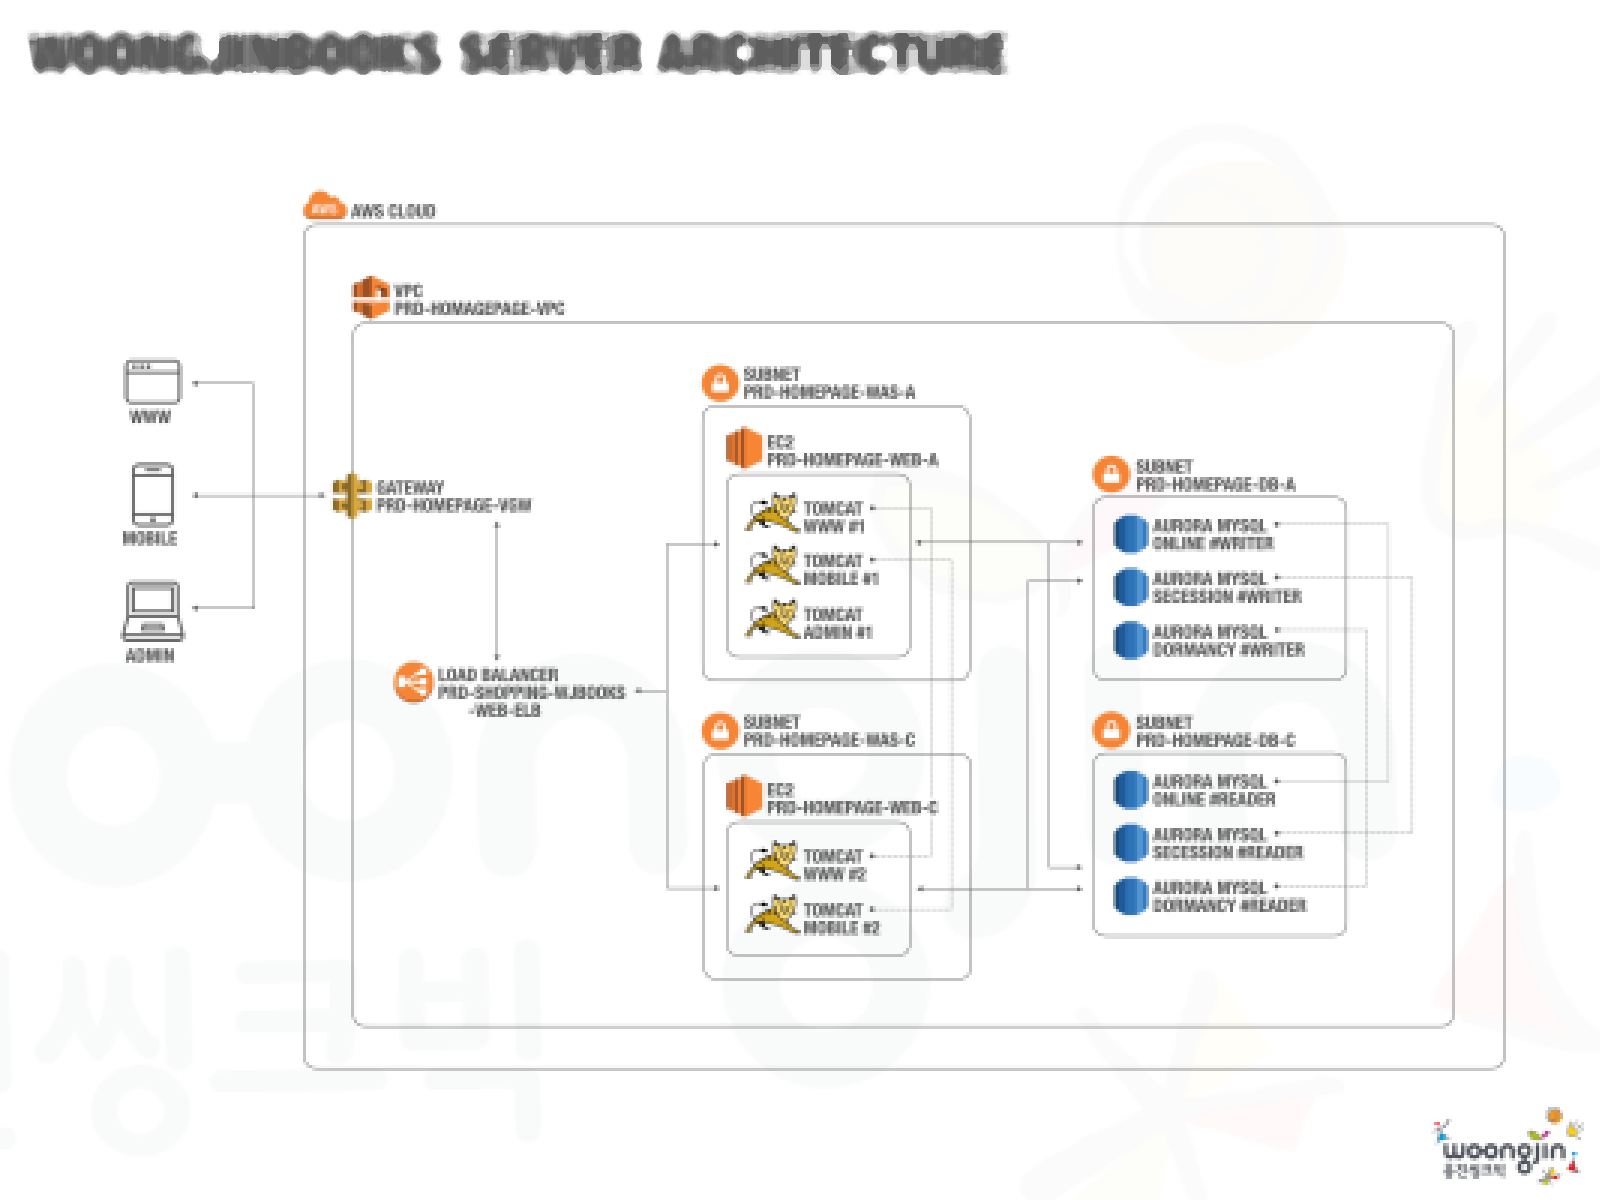 WOONGJINBOOKS SERVER ARCHITECTURE
AWS
AWS CLOUD
VPC
PRD-HOMAGEPAGE-VPC
WWW
MOBILE
ADMIN
GATEWAY
PRD-HOMEPAGE-VGW
LOAD BALANCER
PRD-SHOPPING-WJBOOKS
-WEB-ELB
SUBNET
PRD-HOMEPAGE-WAS-A
EC2
PRD-HOMEPAGE-WEB-A
TOMCAT
WWW #1
TOMCAT
MOBILE #1
TOMCAT
ADMIN #1
SUBNET
PRD-HOMEPAGE-WAS-C
EC2
PRD-HOMEPAGE-WEB-C
TOMCAT
WWW #2
TOMCAT
MOBILE #2
SUBNET
PRD-HOMEPAGE-DB-A
AURORA MYSQL
ONLINE #WRITER
AURORA MYSQL
SECESSION #WRITER
AURORA MYSQL
DORMANCY #WRITER
SUBNET
PRD-HOMEPAGE-DB-C
AURORA MYSQL
ONLINE #READER
AURORA MYSQL
SECESSION #READER
AURORA MYSQL
DORMANCY #READER
woongjin
씽크빅
woongjin
웅진씽크빅